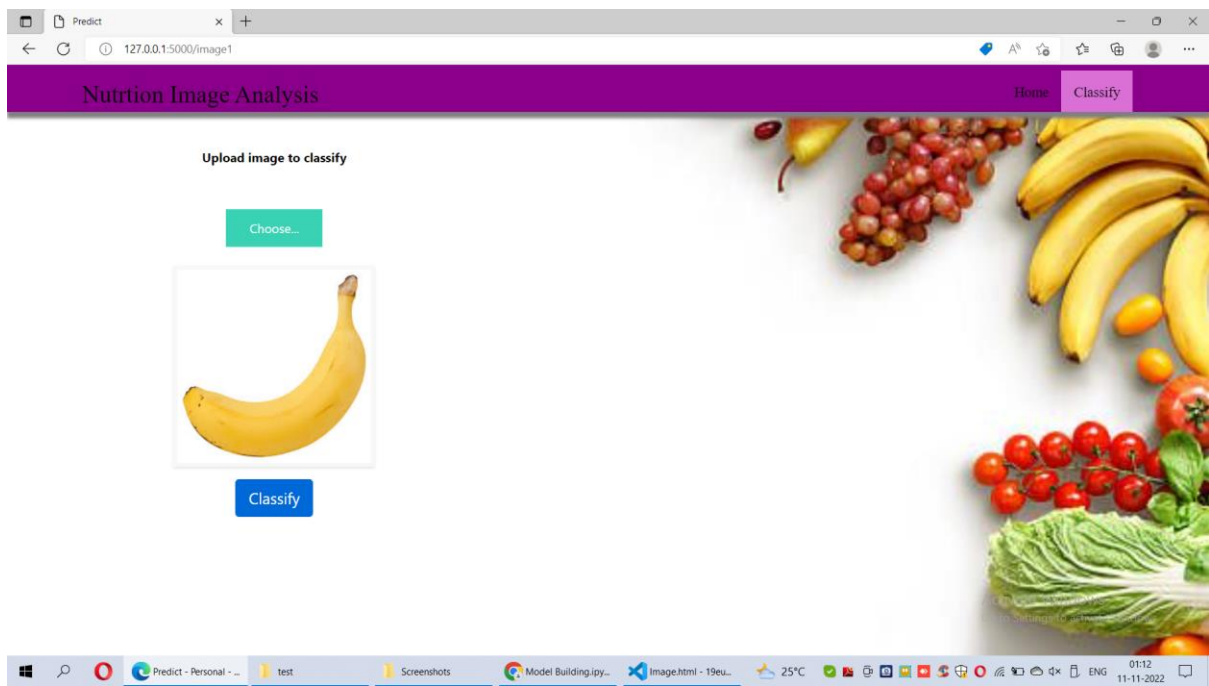 Predict
127.0.0.1:5000/image1
Nutrtion Image Analysis
Home
Classify
Upload image to classify
Choose...
Classify
Predict - Personal - ...
test
Screenshots
Model Building.ipy...
Image.html - 19eu...
25°C
ENG
01:12
11-11-2022